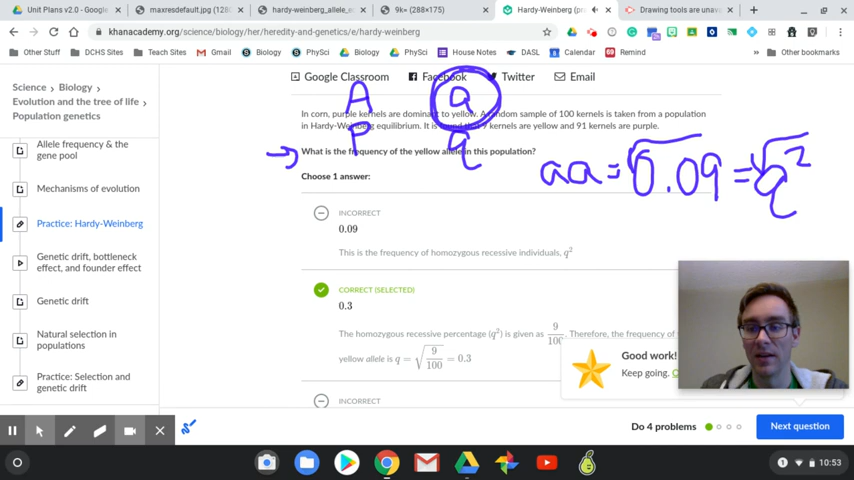 Unit Plans v2.0 - Google
maxresdefault.jpg (128
hardy-weinberg_allele_e
9k= (288×175)
Hardy-Weinberg (pra
Drawing tools are unava
khanacademy.org/science/biology/her/heredity-and-genetics/e/hardy-weinberg
Other Stuff
DCHS Sites
Teach Sites
Gmail
Biology
PhySci
Biology
PhySci
House Notes
DASL
Calendar
Remind
Other bookmarks
Science › Biology ›
Evolution and the tree of life ›
Population genetics
Allele frequency & the
gene pool
Mechanisms of evolution
Practice: Hardy-Weinberg
Genetic drift, bottleneck
effect, and founder effect
Genetic drift
Natural selection in
populations
Practice: Selection and
genetic drift
Google Classroom
Facebook
Twitter
Email
A
a
In corn, purple kernels are dominant to yellow. A random sample of 100 kernels is taken from a population
in Hardy-Weinberg equilibrium. It is found that 9 kernels are yellow and 91 kernels are purple.
P
q
→ What is the frequency of the yellow allele in this population?
aa = √0.09 = √q²
q
Choose 1 answer:
INCORRECT
0.09
This is the frequency of homozygous recessive individuals, q²
CORRECT (SELECTED)
0.3
The homozygous recessive percentage (q²) is given as 9/100. Therefore, the frequency of
yellow allele is q = √9/100 = 0.3
Good work!
Keep going.
INCORRECT
Do 4 problems
Next question
1
10:53